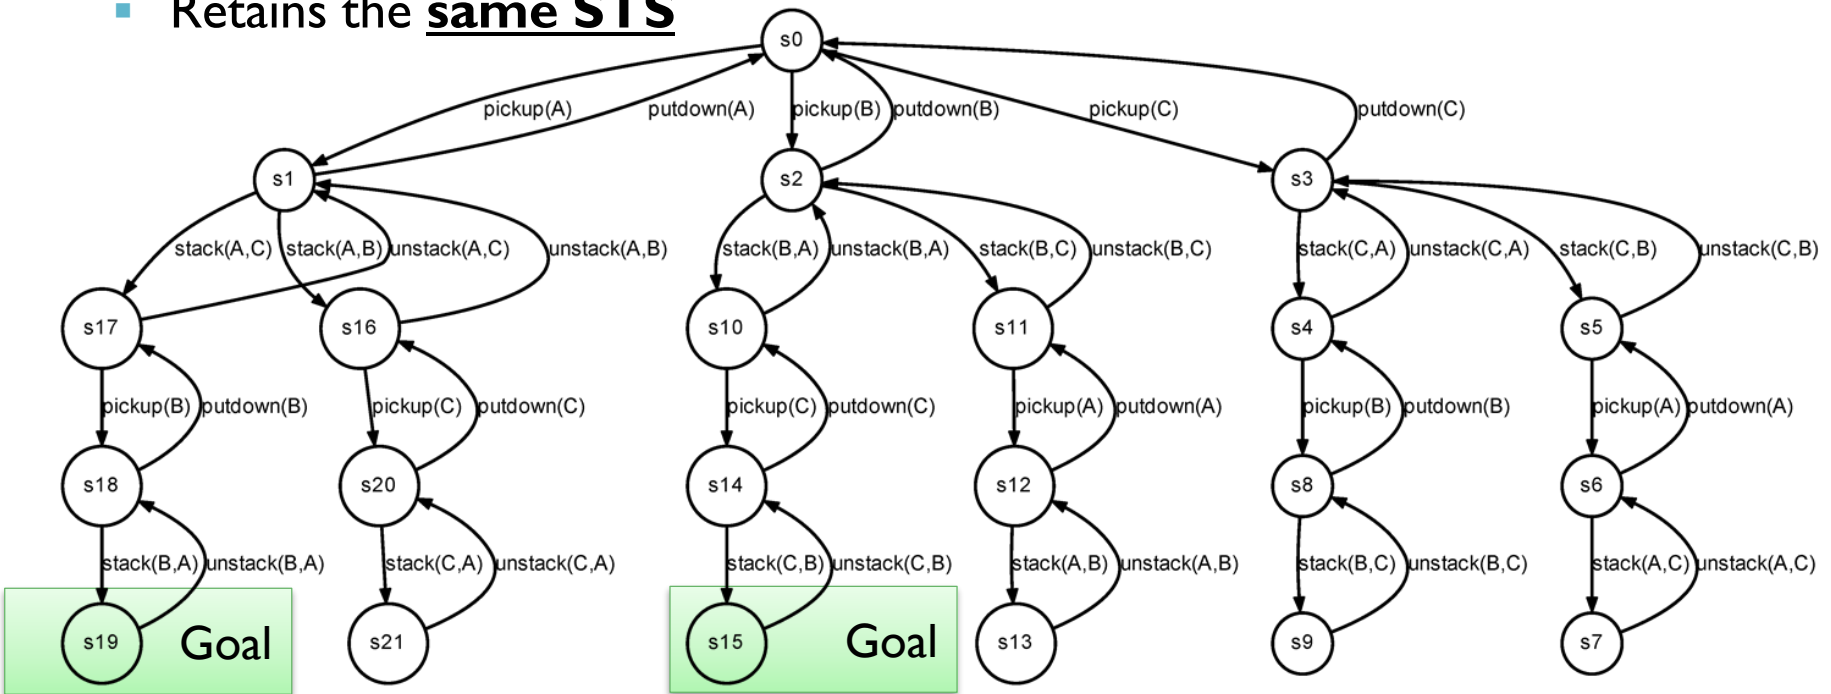 Retains the same STS
s0
pickup(A) putdown(A) pickup(B) putdown(B) pickup(C) putdown(C)
s1 s2 s3
stack(A,C) stack(A,B) unstack(A,C) unstack(A,B) stack(B,A) unstack(B,A) stack(B,C) unstack(B,C) stack(C,A) unstack(C,A) stack(C,B) unstack(C,B)
s17 s16 s10 s11 s4 s5
pickup(B) putdown(B) pickup(C) putdown(C) pickup(C) putdown(C) pickup(A) putdown(A) pickup(B) putdown(B) pickup(A) putdown(A)
s18 s20 s14 s12 s8 s6
stack(B,A) unstack(B,A) stack(C,A) unstack(C,A) stack(C,B) unstack(C,B) stack(A,B) unstack(A,B) stack(B,C) unstack(B,C) stack(A,C) unstack(A,C)
s19 Goal s21 s15 Goal s13 s9 s7